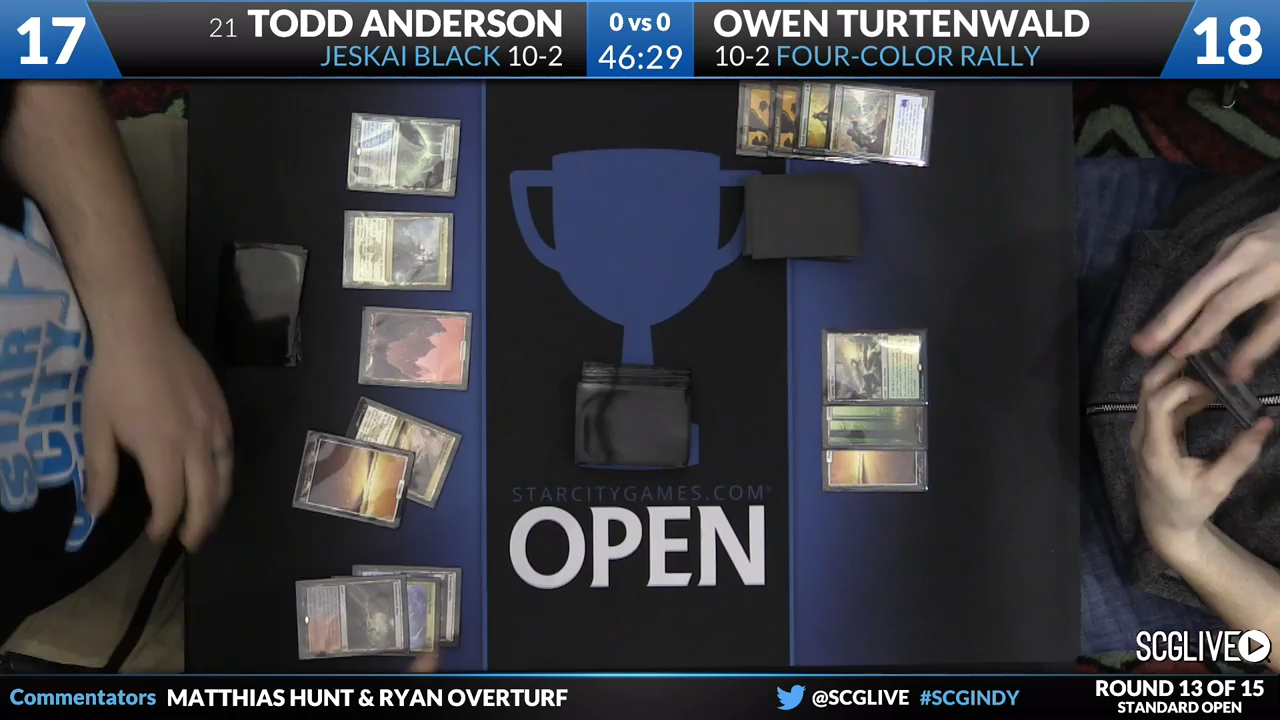 17
21 TODD ANDERSON
JESKAI BLACK 10-2
0 vs 0
46:29
OWEN TURTENWALD
10-2 FOUR-COLOR RALLY
18
STAR
CITY
STARCITYGAMES.COM®
OPEN
SCGLIVE
Commentators MATTHIAS HUNT & RYAN OVERTURF
@SCGLIVE #SCGINDY
ROUND 13 OF 15
STANDARD OPEN